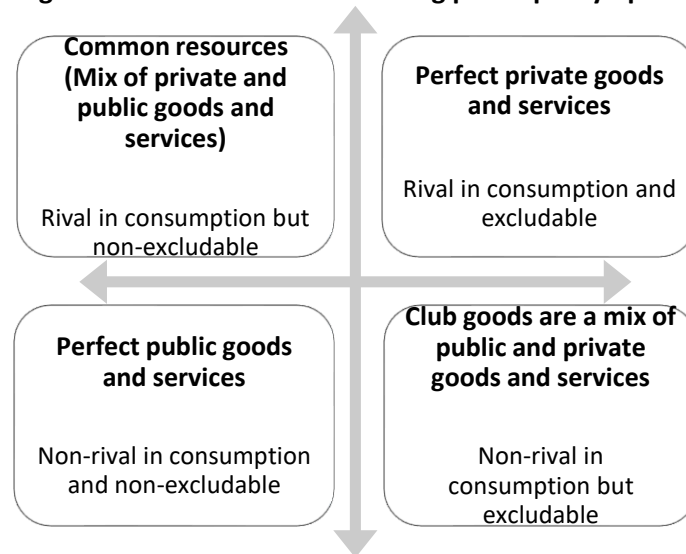 Common resources
(Mix of private and
public goods and
services)
Rival in consumption but
non-excludable
Perfect private goods
and services
Rival in consumption and
excludable
Perfect public goods
and services
Non-rival in consumption
and non-excludable
Club goods are a mix of
public and private
goods and services
Non-rival in
consumption but
excludable